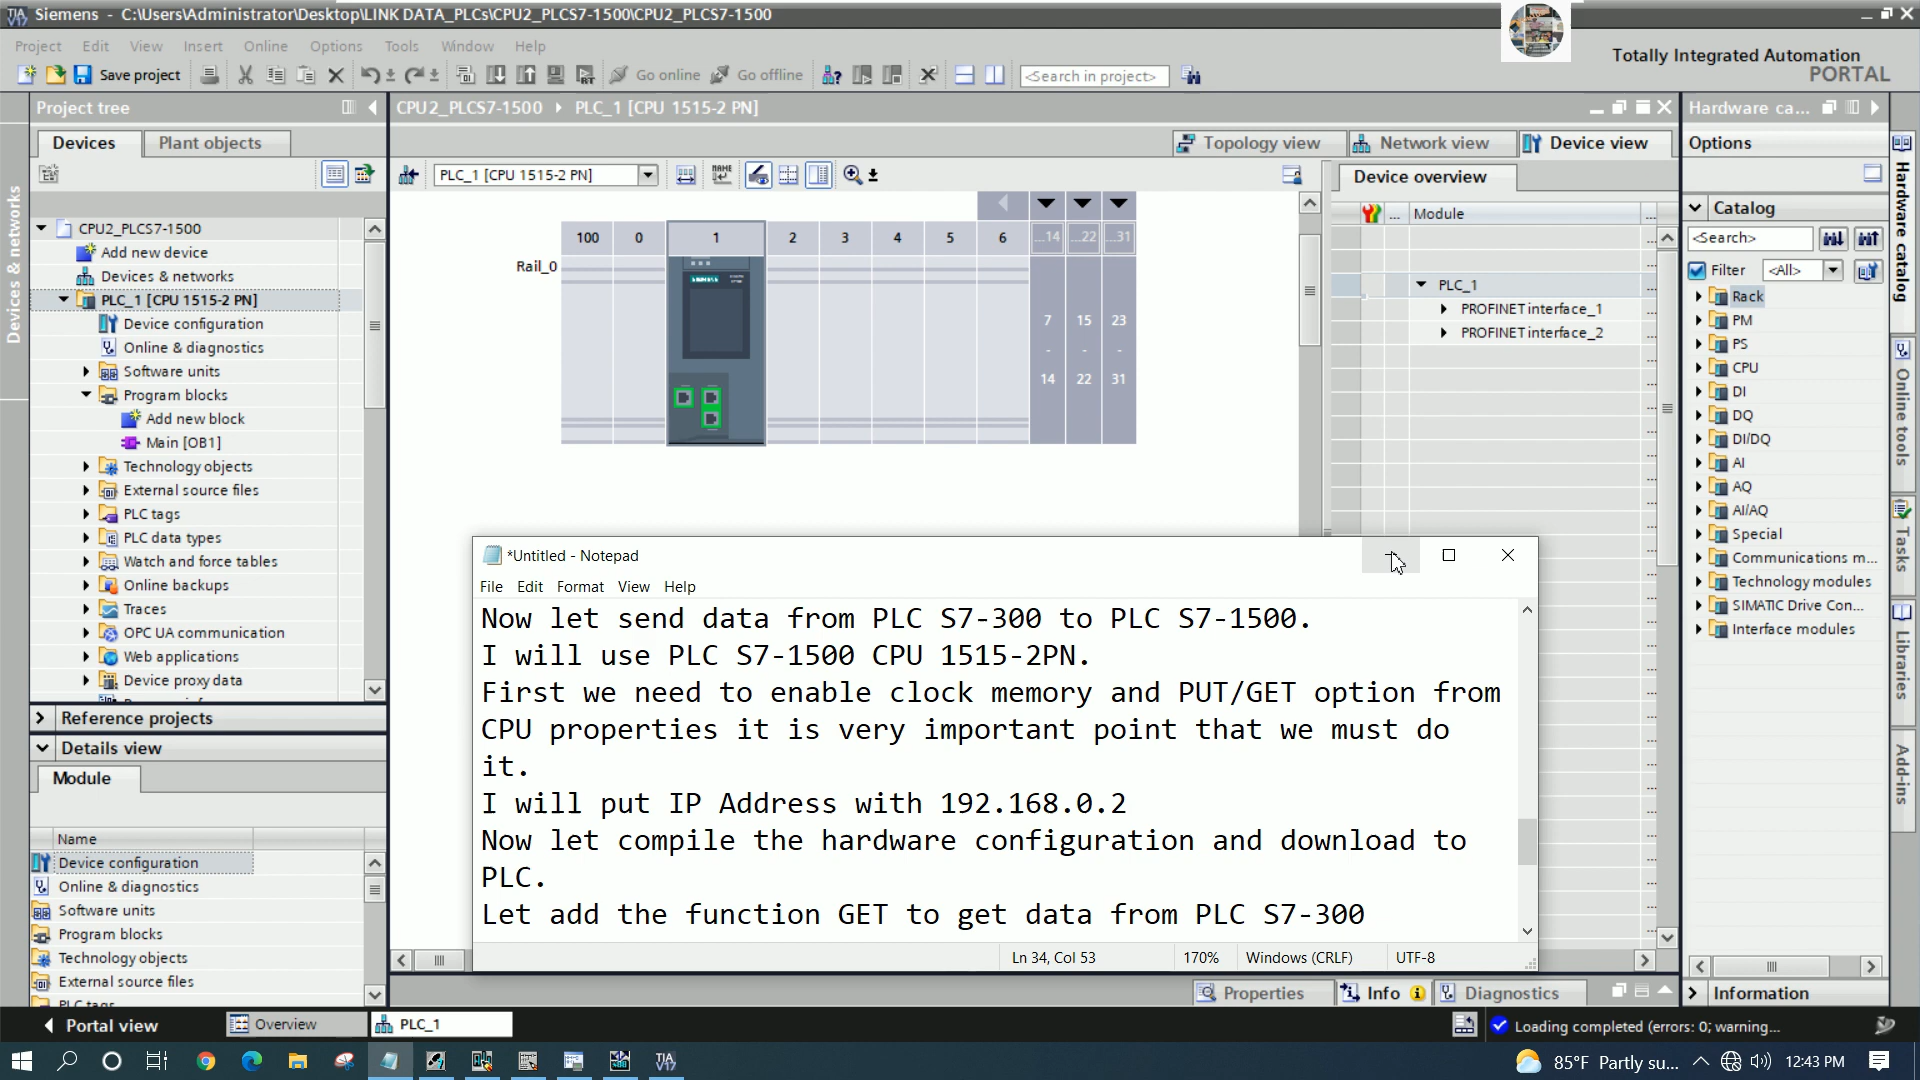 Siemens - C:\Users\Administrator\Desktop\LINK DATA_PLCs\CPU2_PLCS7-1500\CPU2_PLCS7-1500
Project Edit View Insert Online Options Tools Window Help
Totally Integrated Automation
PORTAL
Save project
Go online
Go offline
<Search in project>
Project tree
CPU2_PLCS7-1500 › PLC_1 [CPU 1515-2 PN]
Hardware ca...
Devices
Plant objects
Topology view
Network view
Device view
Options
PLC_1 [CPU 1515-2 PN]
Device overview
... Module ...
CPU2_PLCS7-1500
Add new device
Devices & networks
PLC_1 [CPU 1515-2 PN]
Device configuration
Online & diagnostics
Software units
Program blocks
Add new block
Main [OB1]
Technology objects
External source files
PLC tags
PLC data types
Watch and force tables
Online backups
Traces
OPC UA communication
Web applications
Device proxy data
Reference projects
Details view
Module
Name
Device configuration
Online & diagnostics
Software units
Program blocks
Technology objects
External source files
PLC tags
Devices & networks
100 0 1 2 3 4 5 6 ...14 ...22 ...31
Rail_0
SIEMENS
7 15 23
- - -
14 22 31
PLC_1
PROFINET interface_1
PROFINET interface_2
Catalog
<Search>
Filter <All>
Rack
PM
PS
CPU
DI
DQ
DI/DQ
AI
AQ
AI/AQ
Special
Communications m...
Technology modules
SIMATIC Drive Con...
Interface modules
Information
Hardware catalog
Online tools
Tasks
Libraries
Add-ins
*Untitled - Notepad
File Edit Format View Help
Now let send data from PLC S7-300 to PLC S7-1500.
I will use PLC S7-1500 CPU 1515-2PN.
First we need to enable clock memory and PUT/GET option from
CPU properties it is very important point that we must do
it.
I will put IP Address with 192.168.0.2
Now let compile the hardware configuration and download to
PLC.
Let add the function GET to get data from PLC S7-300
Ln 34, Col 53
170%
Windows (CRLF)
UTF-8
Properties
Info
Diagnostics
Portal view
Overview
PLC_1
Loading completed (errors: 0; warning...
85°F Partly su...
12:43 PM